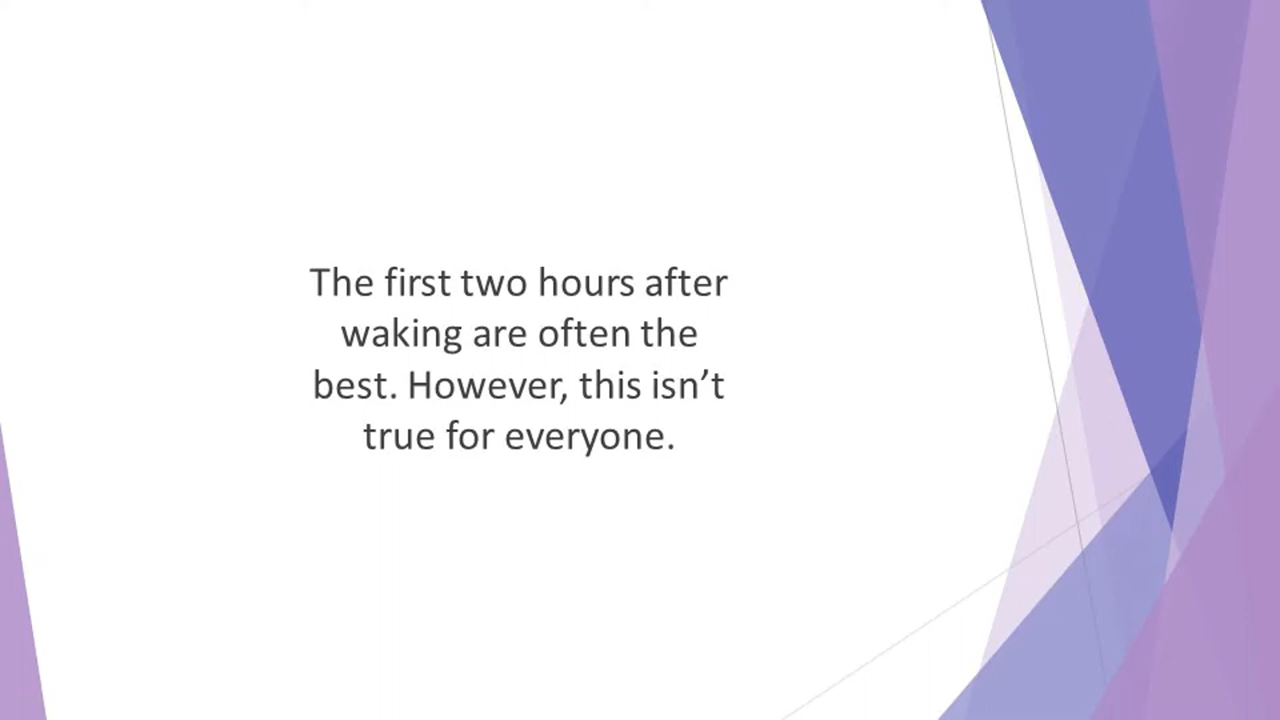 The first two hours after
waking are often the
best. However, this isn’t
true for everyone.